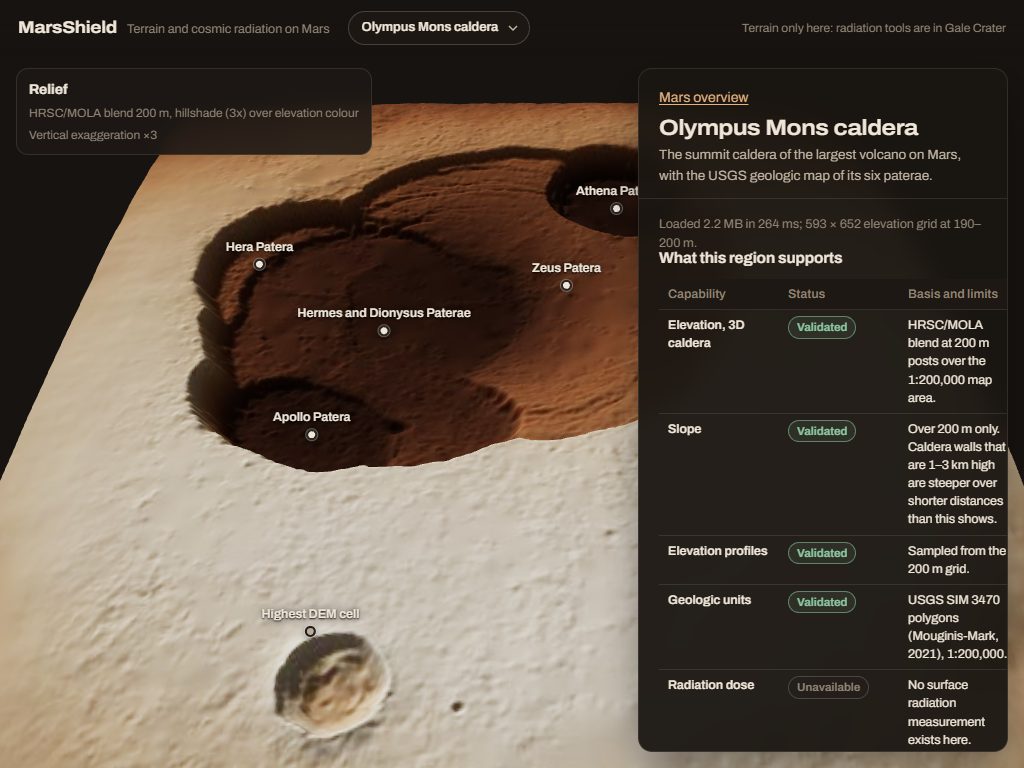 MarsShield Terrain and cosmic radiation on Mars Olympus Mons caldera Terrain only here: radiation tools are in Gale Crater
Relief
HRSC/MOLA blend 200 m, hillshade (3x) over elevation colour
Vertical exaggeration ×3
Athena Pat
Hera Patera
Zeus Patera
Hermes and Dionysus Paterae
Apollo Patera
Highest DEM cell
Mars overview
Olympus Mons caldera
The summit caldera of the largest volcano on Mars,
with the USGS geologic map of its six paterae.
Loaded 2.2 MB in 264 ms; 593 × 652 elevation grid at 190–
200 m.
What this region supports
Capability Status Basis and limits
Elevation, 3D
caldera
Validated
HRSC/MOLA
blend at 200 m
posts over the
1:200,000 map
area.
Slope
Validated
Over 200 m only.
Caldera walls that
are 1–3 km high
are steeper over
shorter distances
than this shows.
Elevation profiles
Validated
Sampled from the
200 m grid.
Geologic units
Validated
USGS SIM 3470
polygons
(Mouginis-Mark,
2021), 1:200,000.
Radiation dose
Unavailable
No surface
radiation
measurement
exists here.